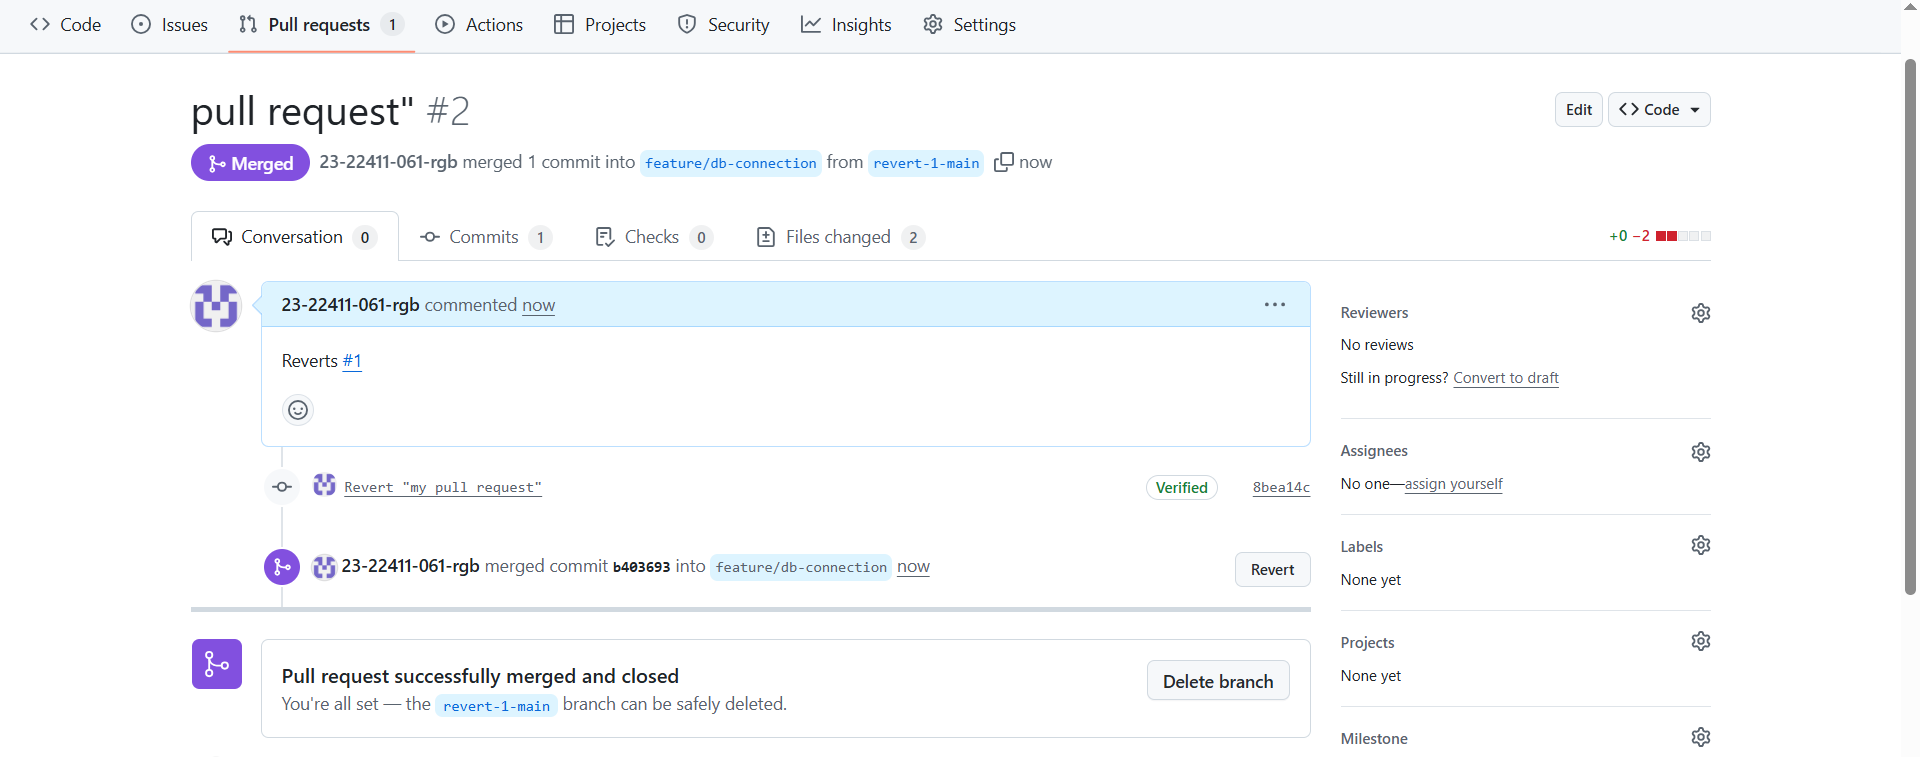 Code Issues Pull requests 1 Actions Projects Security Insights Settings
pull request" #2
Edit Code
Merged 23-22411-061-rgb merged 1 commit into feature/db-connection from revert-1-main now
Conversation 0 Commits 1 Checks 0 Files changed 2 +0 −2
23-22411-061-rgb commented now
Reverts #1
Revert "my pull request" Verified 8bea14c
23-22411-061-rgb merged commit b403693 into feature/db-connection now Revert
Pull request successfully merged and closed
You're all set — the revert-1-main branch can be safely deleted.
Delete branch
Reviewers
No reviews
Still in progress? Convert to draft
Assignees
No one—assign yourself
Labels
None yet
Projects
None yet
Milestone